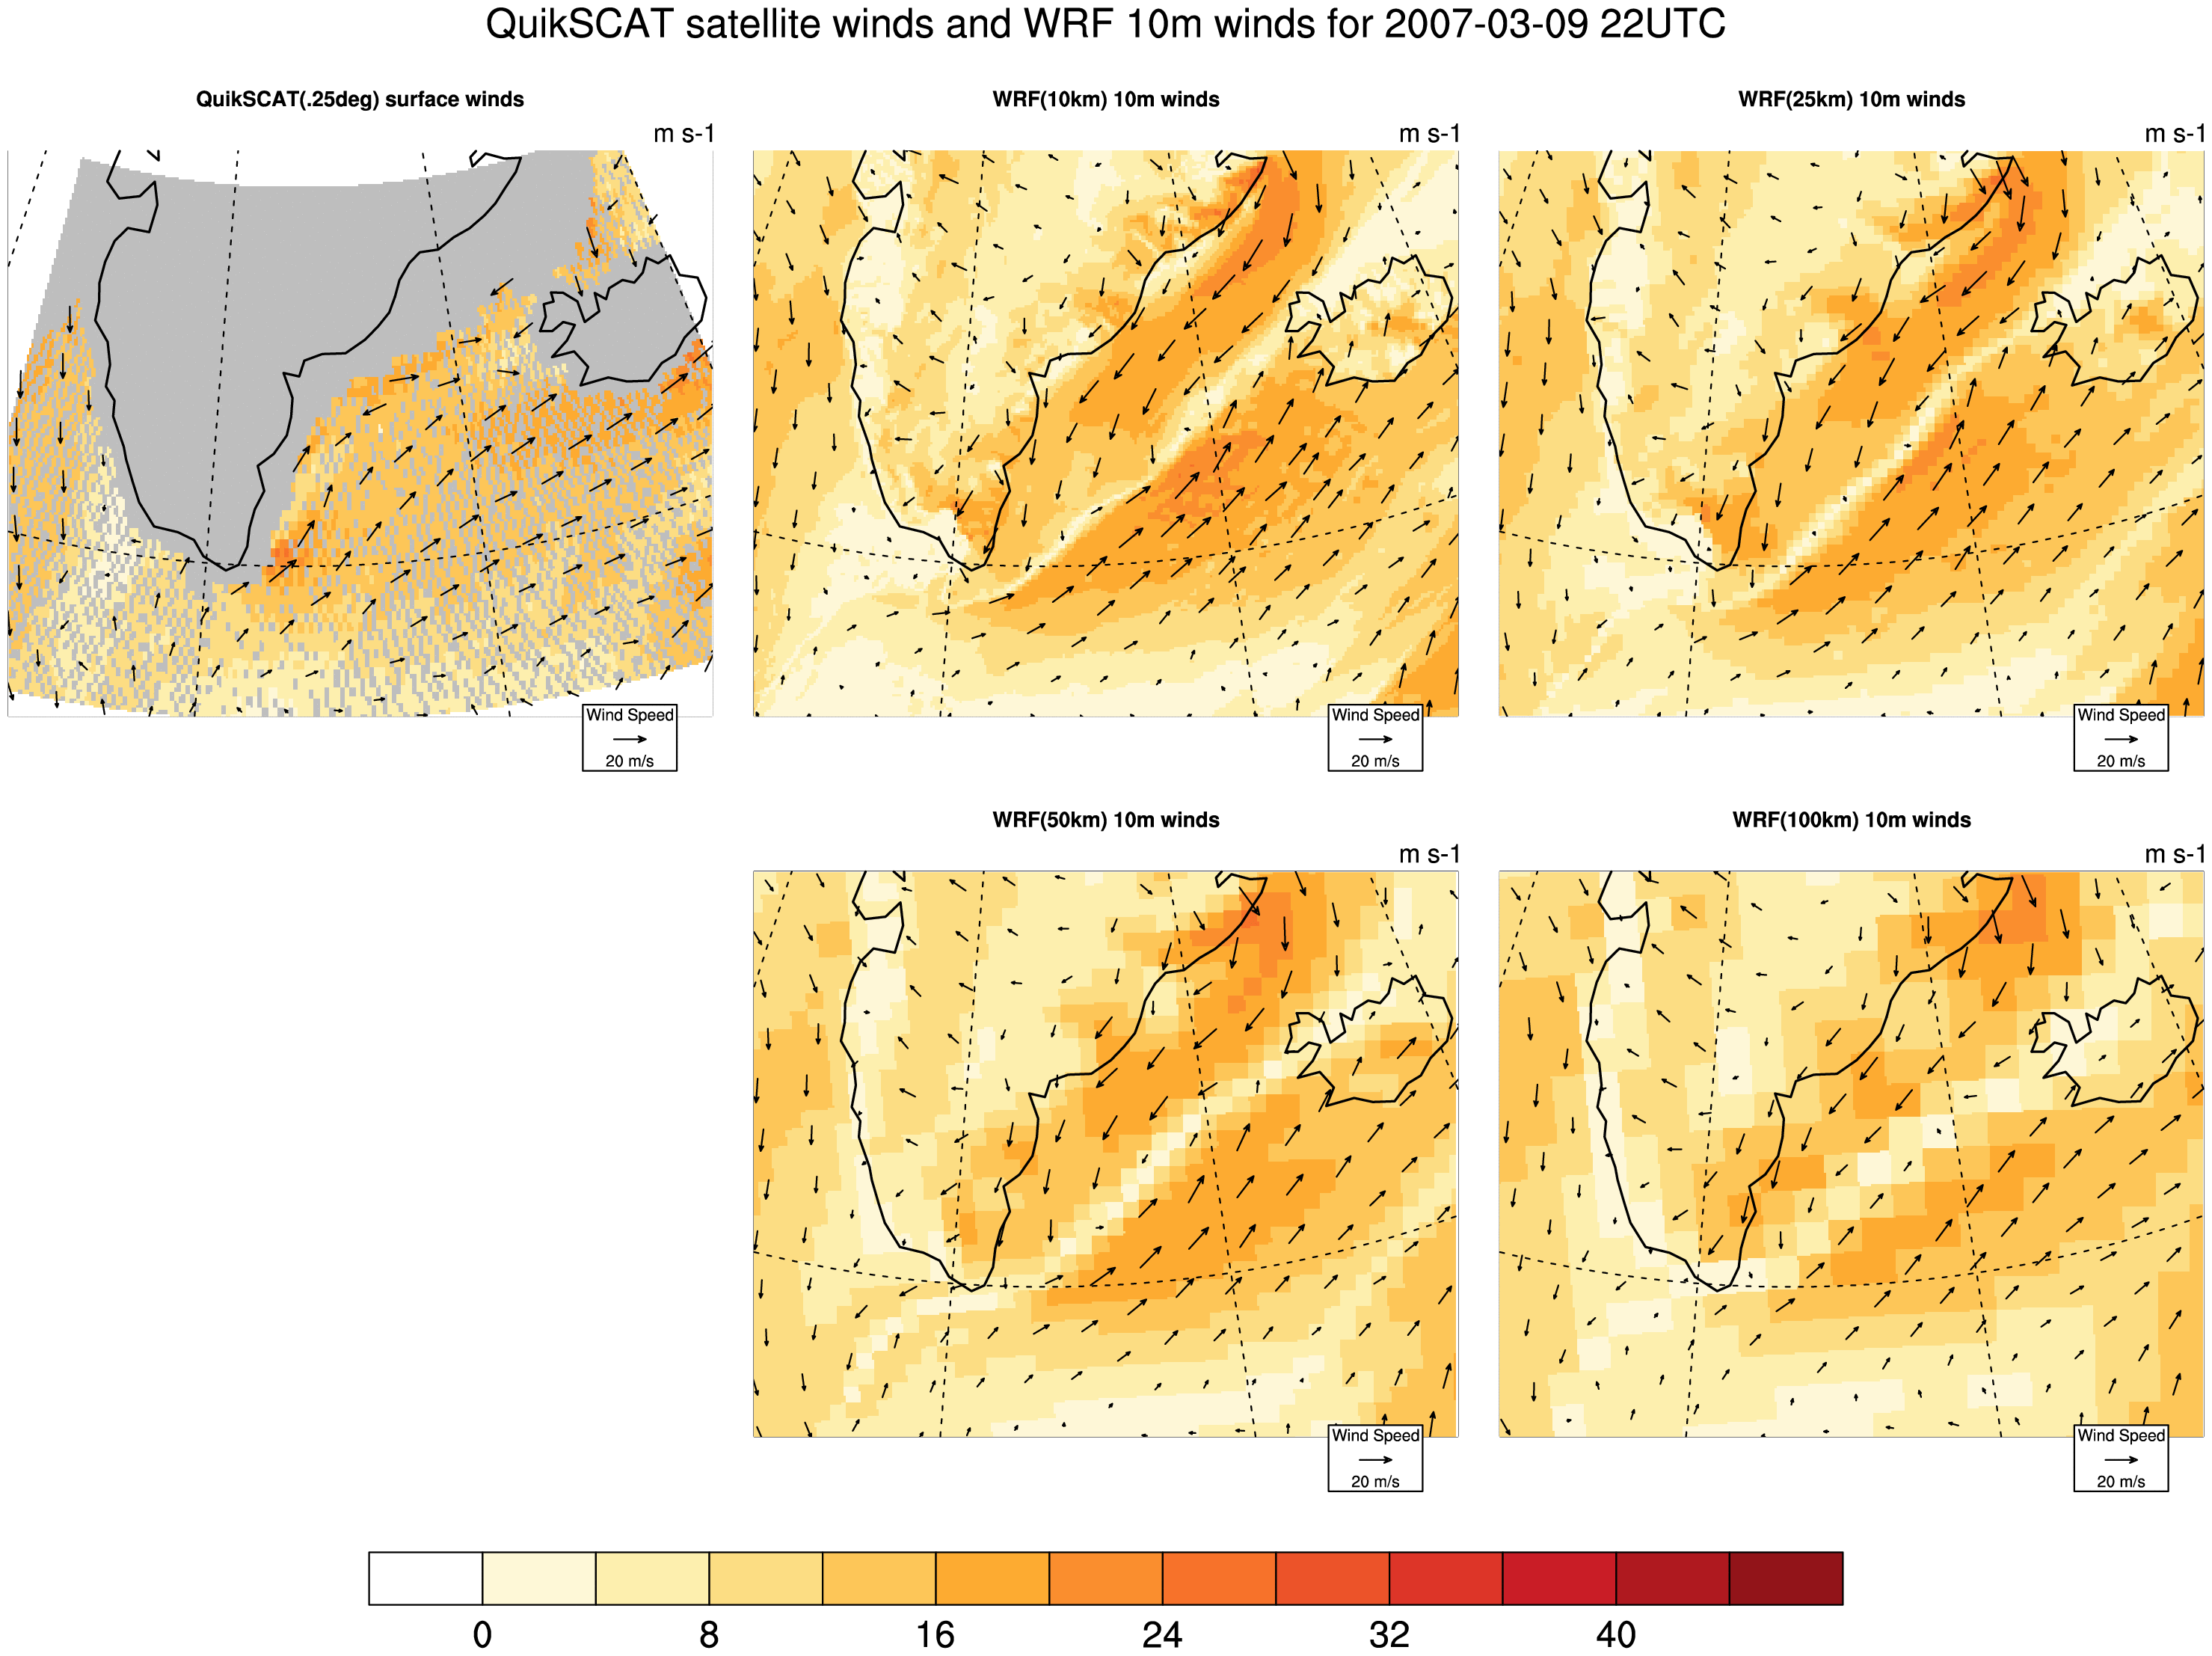 QuikSCAT satellite winds and WRF 10m winds for 2007-03-09 22UTC
QuikSCAT(.25deg) surface winds
m s-1
Wind Speed
20 m/s
WRF(10km) 10m winds
m s-1
Wind Speed
20 m/s
WRF(25km) 10m winds
m s-1
Wind Speed
20 m/s
WRF(50km) 10m winds
m s-1
Wind Speed
20 m/s
WRF(100km) 10m winds
m s-1
Wind Speed
20 m/s
0 8 16 24 32 40